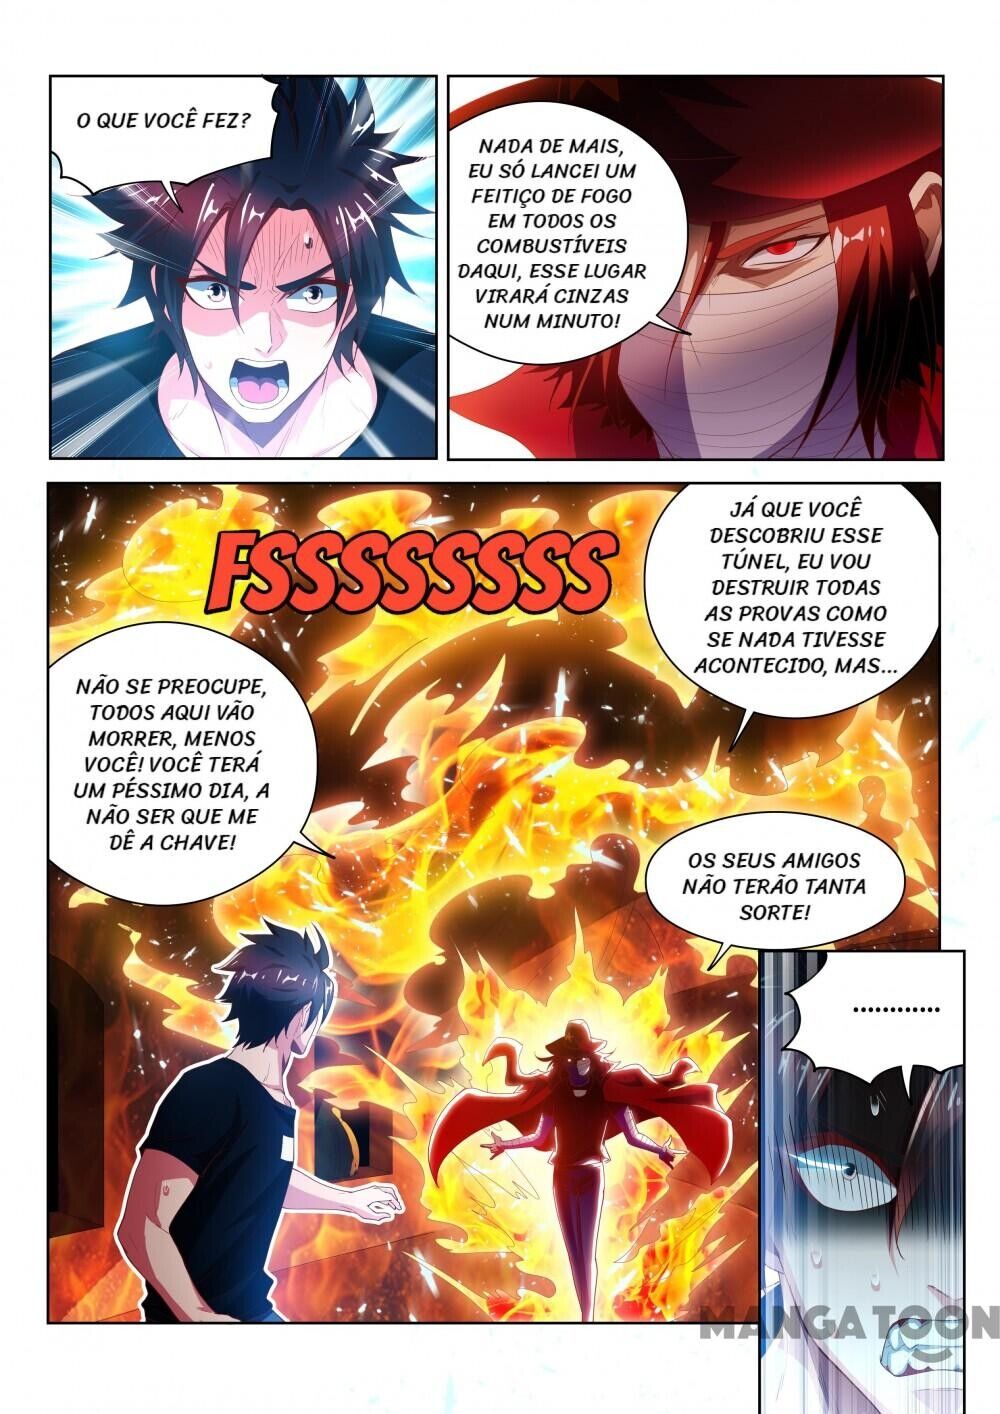 O QUE VOCÊ FEZ?
NADA DE MAIS,
EU SÓ LANCEI UM
FEITIÇO DE FOGO
EM TODOS OS
COMBUSTÍVEIS
DAQUI, ESSE LUGAR
VIRARÁ CINZAS
NUM MINUTO!
FSSSSSSSSS
JÁ QUE VOCÊ
DESCOBRIU ESSE
TÚNEL, EU VOU
DESTRUIR TODAS
AS PROVAS COMO
SE NADA TIVESSE
ACONTECIDO, MAS...
NÃO SE PREOCUPE,
TODOS AQUI VÃO
MORRER, MENOS
VOCÊ! VOCÊ TERÁ
UM PÉSSIMO DIA, A
NÃO SER QUE ME
DÊ A CHAVE!
OS SEUS AMIGOS
NÃO TERÃO TANTA
SORTE!
.............
MANGATOON